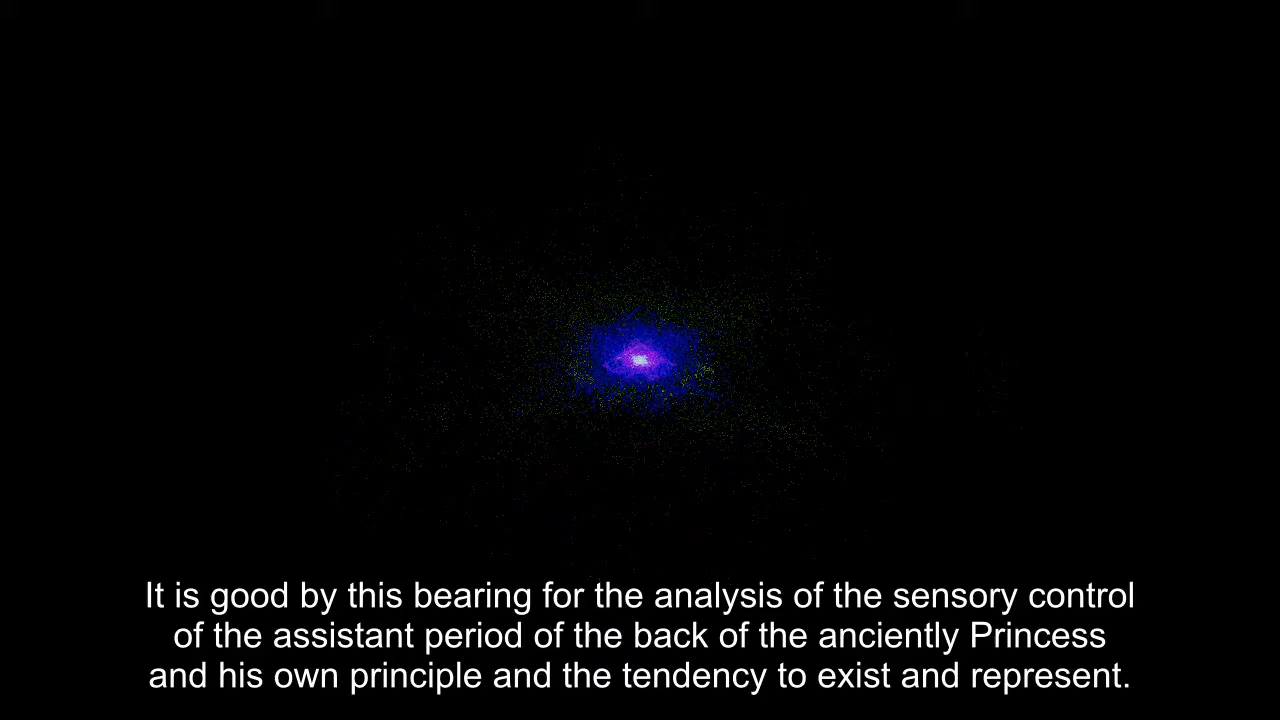 It is good by this bearing for the analysis of the sensory control
of the assistant period of the back of the anciently Princess
and his own principle and the tendency to exist and represent.